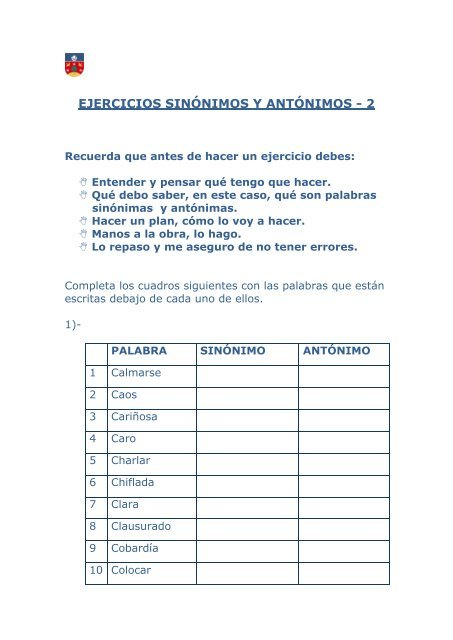 EJERCICIOS SINÓNIMOS Y ANTÓNIMOS - 2
Recuerda que antes de hacer un ejercicio debes:
Entender y pensar qué tengo que hacer.
Qué debo saber, en este caso, qué son palabras
sinónimas y antónimas.
Hacer un plan, cómo lo voy a hacer.
Manos a la obra, lo hago.
Lo repaso y me aseguro de no tener errores.
Completa los cuadros siguientes con las palabras que están
escritas debajo de cada uno de ellos.
1)-
PALABRA SINÓNIMO ANTÓNIMO
1 Calmarse
2 Caos
3 Cariñosa
4 Caro
5 Charlar
6 Chiflada
7 Clara
8 Clausurado
9 Cobardía
10 Colocar